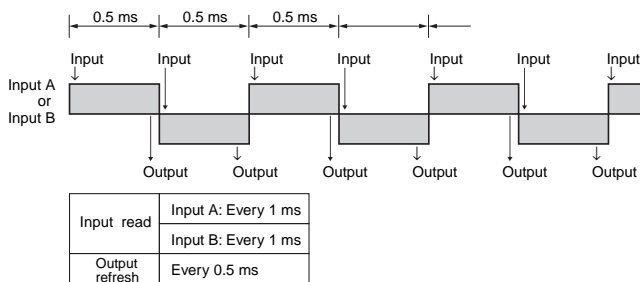 0.5 ms 0.5 ms 0.5 ms
Input Input Input Input Input Input Input
Input A
or
Input B
Output Output Output Output Output Output
Input read
Input A: Every 1 ms
Input B: Every 1 ms
Output
refresh
Every 0.5 ms